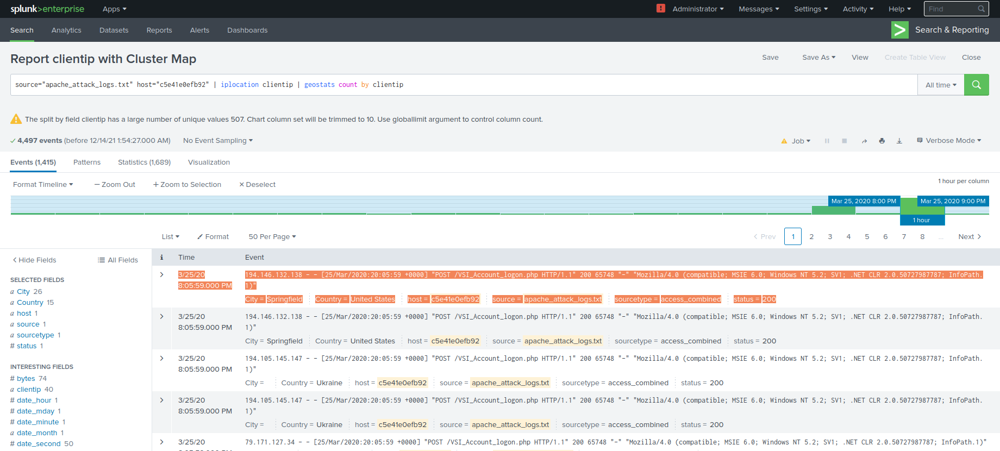 splunk>enterprise Apps ! Administrator Messages Settings Activity Help Find
Search Analytics Datasets Reports Alerts Dashboards Search & Reporting
Report clientip with Cluster Map Save Save As View Create Table View Close
source="apache_attack_logs.txt" host="c5e41e0efb92" | iplocation clientip | geostats count by clientip All time
The split by field clientip has a large number of unique values 507. Chart column set will be trimmed to 10. Use globallimit argument to control column count.
4,497 events (before 12/14/21 1:54:27.000 AM) No Event Sampling Job Verbose Mode
Events (1,415) Patterns Statistics (1,689) Visualization
Format Timeline — Zoom Out + Zoom to Selection × Deselect 1 hour per column
Mar 25, 2020 8:00 PM Mar 25, 2020 9:00 PM
1 hour
List Format 50 Per Page < Prev 1 2 3 4 5 6 7 8 ... Next >
< Hide Fields All Fields
i Time Event
SELECTED FIELDS
a City 26
a Country 15
a host 1
a source 1
a sourcetype 1
# status 1
INTERESTING FIELDS
# bytes 74
a clientip 40
# date_hour 1
# date_mday 1
# date_minute 1
a date_month 1
# date_second 50
> 3/25/20 194.146.132.138 - - [25/Mar/2020:20:05:59 +0000] "POST /VSI_Account_logon.php HTTP/1.1" 200 65748 "-" "Mozilla/4.0 (compatible; MSIE 6.0; Windows NT 5.2; SV1; .NET CLR 2.0.50727987787; InfoPath.
8:05:59.000 PM 1)"
City = Springfield Country = United States host = c5e41e0efb92 source = apache_attack_logs.txt sourcetype = access_combined status = 200
> 3/25/20 194.146.132.138 - - [25/Mar/2020:20:05:59 +0000] "POST /VSI_Account_logon.php HTTP/1.1" 200 65748 "-" "Mozilla/4.0 (compatible; MSIE 6.0; Windows NT 5.2; SV1; .NET CLR 2.0.50727987787; InfoPath.
8:05:59.000 PM 1)"
City = Springfield Country = United States host = c5e41e0efb92 source = apache_attack_logs.txt sourcetype = access_combined status = 200
> 3/25/20 194.105.145.147 - - [25/Mar/2020:20:05:59 +0000] "POST /VSI_Account_logon.php HTTP/1.1" 200 65748 "-" "Mozilla/4.0 (compatible; MSIE 6.0; Windows NT 5.2; SV1; .NET CLR 2.0.50727987787; InfoPath.
8:05:59.000 PM 1)"
City = Country = Ukraine host = c5e41e0efb92 source = apache_attack_logs.txt sourcetype = access_combined status = 200
> 3/25/20 194.105.145.147 - - [25/Mar/2020:20:05:59 +0000] "POST /VSI_Account_logon.php HTTP/1.1" 200 65748 "-" "Mozilla/4.0 (compatible; MSIE 6.0; Windows NT 5.2; SV1; .NET CLR 2.0.50727987787; InfoPath.
8:05:59.000 PM 1)"
City = Country = Ukraine host = c5e41e0efb92 source = apache_attack_logs.txt sourcetype = access_combined status = 200
> 3/25/20 79.171.127.34 - - [25/Mar/2020:20:05:59 +0000] "POST /VSI_Account_logon.php HTTP/1.1" 200 65748 "-" "Mozilla/4.0 (compatible; MSIE 6.0; Windows NT 5.2; SV1; .NET CLR 2.0.50727987787; InfoPath.1)"